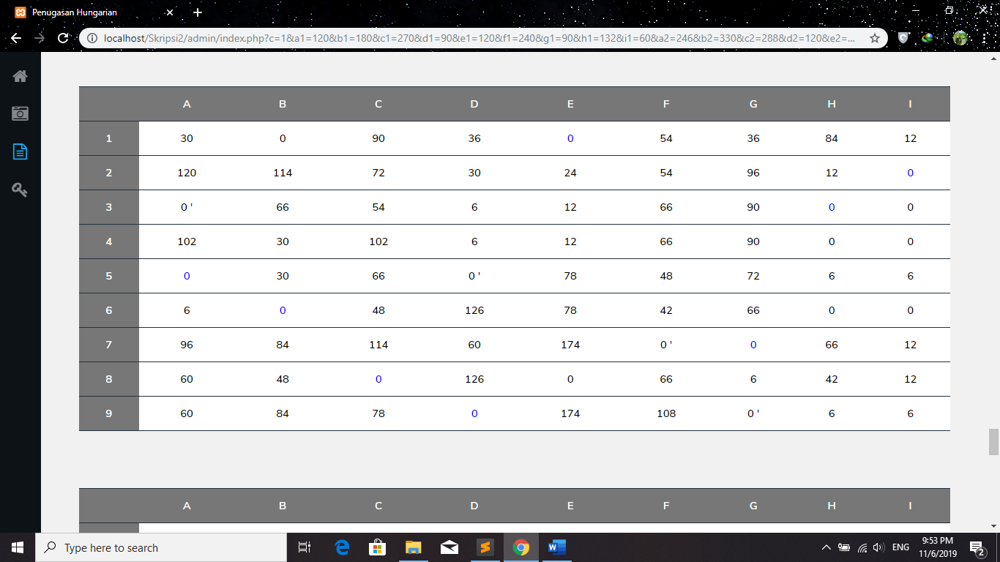 Penugasan Hungarian
localhost/Skripsi2/admin/index.php?c=1&a1=120&b1=180&c1=270&d1=90&e1=120&f1=240&g1=90&h1=132&i1=60&a2=246&b2=330&c2=288&d2=120&e2=...
A B C D E F G H I
1 30 0 90 36 0 54 36 84 12
2 120 114 72 30 24 54 96 12 0
3 0 ' 66 54 6 12 66 90 0 0
4 102 30 102 6 12 66 90 0 0
5 0 30 66 0 ' 78 48 72 6 6
6 6 0 48 126 78 42 66 0 0
7 96 84 114 60 174 0 ' 0 66 12
8 60 48 0 126 0 66 6 42 12
9 60 84 78 0 174 108 0 ' 6 6
A B C D E F G H I
Type here to search
ENG
9:53 PM
11/6/2019
2